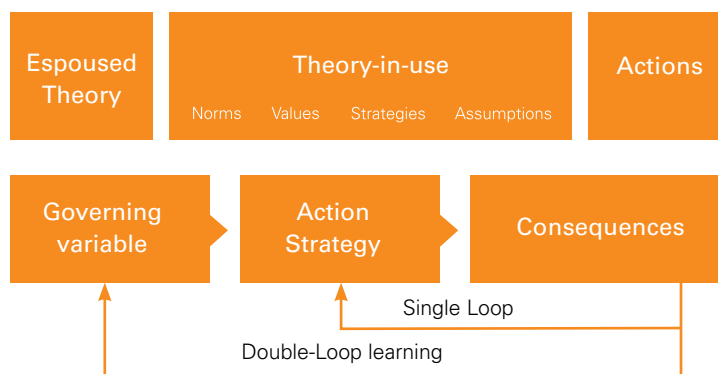 Espoused
Theory
Theory-in-use
Norms Values Strategies Assumptions
Actions
Governing
variable
Action
Strategy
Consequences
Single Loop
Double-Loop learning